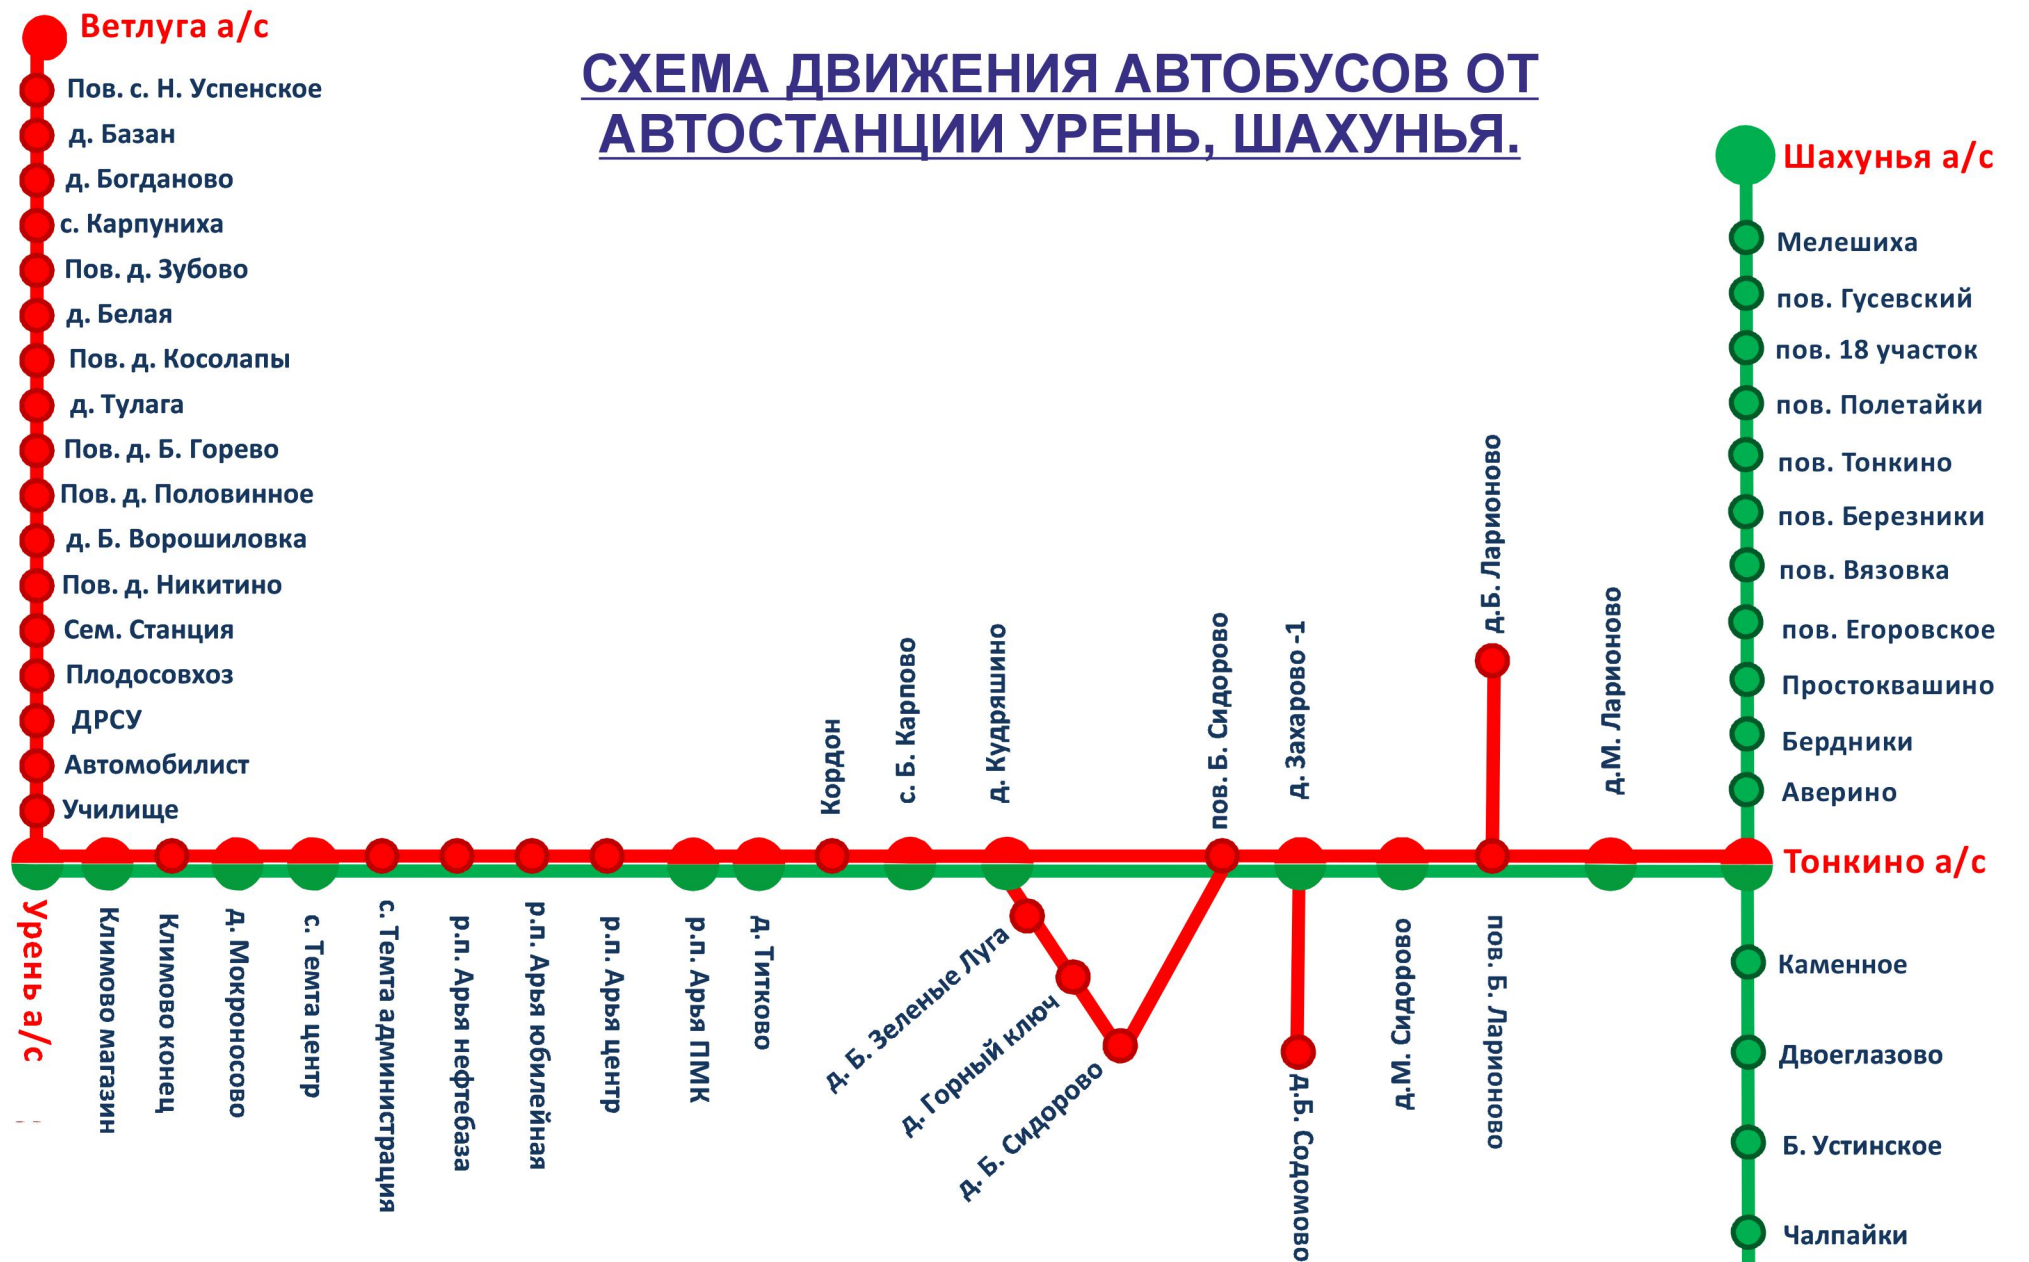 Ветлуга а/с
СХЕМА ДВИЖЕНИЯ АВТОБУСОВ ОТ
АВТОСТАНЦИИ УРЕНЬ, ШАХУНЬЯ.
Пов. с. Н. Успенское
д. Базан
д. Богданово
с. Карпуниха
Пов. д. Зубово
д. Белая
Пов. д. Косолапы
д. Тулага
Пов. д. Б. Горево
Пов. д. Половинное
д. Б. Ворошиловка
Пов. д. Никитино
Сем. Станция
Плодосовхоз
ДРСУ
Автомобилист
Училище
Урень а/с
Климово магазин
Климово конец
д. Мокроносово
с. Темта центр
с. Темта администрация
р.п. Арья нефтебаза
р.п. Арья юбилейная
р.п. Арья центр
р.п. Арья ПМК
д. Титково
Кордон
с. Б. Карпово
д. Кудряшино
д. Б. Зеленые Луга
д. Горный ключ
д. Б. Сидорово
пов. Б. Сидорово
д. Захарово -1
д.Б. Содомово
д.М. Сидорово
д.Б. Ларионово
пов. Б. Ларионово
д.М. Ларионово
Шахунья а/с
Мелешиха
пов. Гусевский
пов. 18 участок
пов. Полетайки
пов. Тонкино
пов. Березники
пов. Вязовка
пов. Егоровское
Простоквашино
Бердники
Аверино
Тонкино а/с
Каменное
Двоеглазово
Б. Устинское
Чалпайки